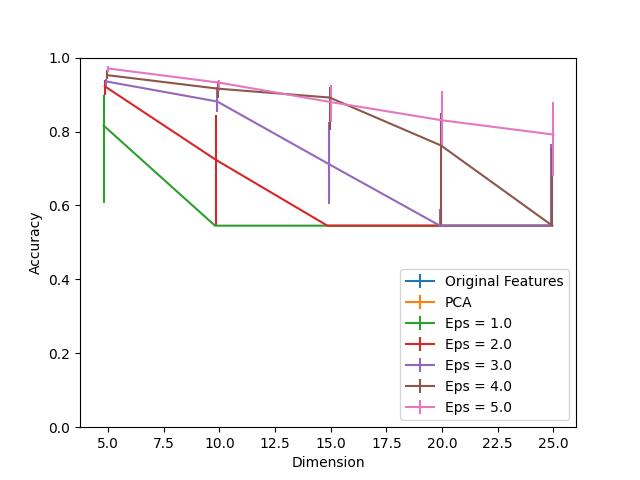 1.0
0.8
0.6
0.4
0.2
0.0
Accuracy
5.0 7.5 10.0 12.5 15.0 17.5 20.0 22.5 25.0
Dimension
Original Features
PCA
Eps = 1.0
Eps = 2.0
Eps = 3.0
Eps = 4.0
Eps = 5.0